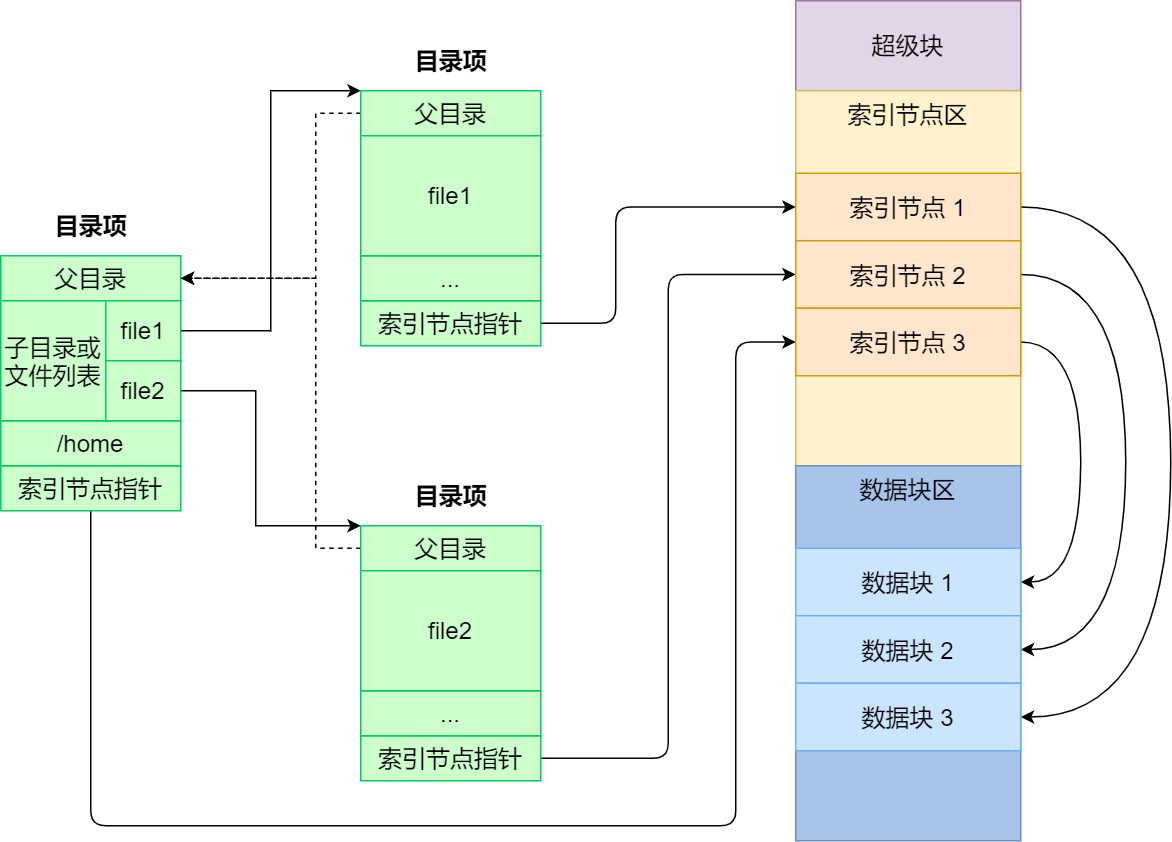 目录项
父目录
子目录或
文件列表
file1
file2
/home
索引节点指针
目录项
父目录
file1
...
索引节点指针
目录项
父目录
file2
...
索引节点指针
超级块
索引节点区
索引节点 1
索引节点 2
索引节点 3
数据块区
数据块 1
数据块 2
数据块 3